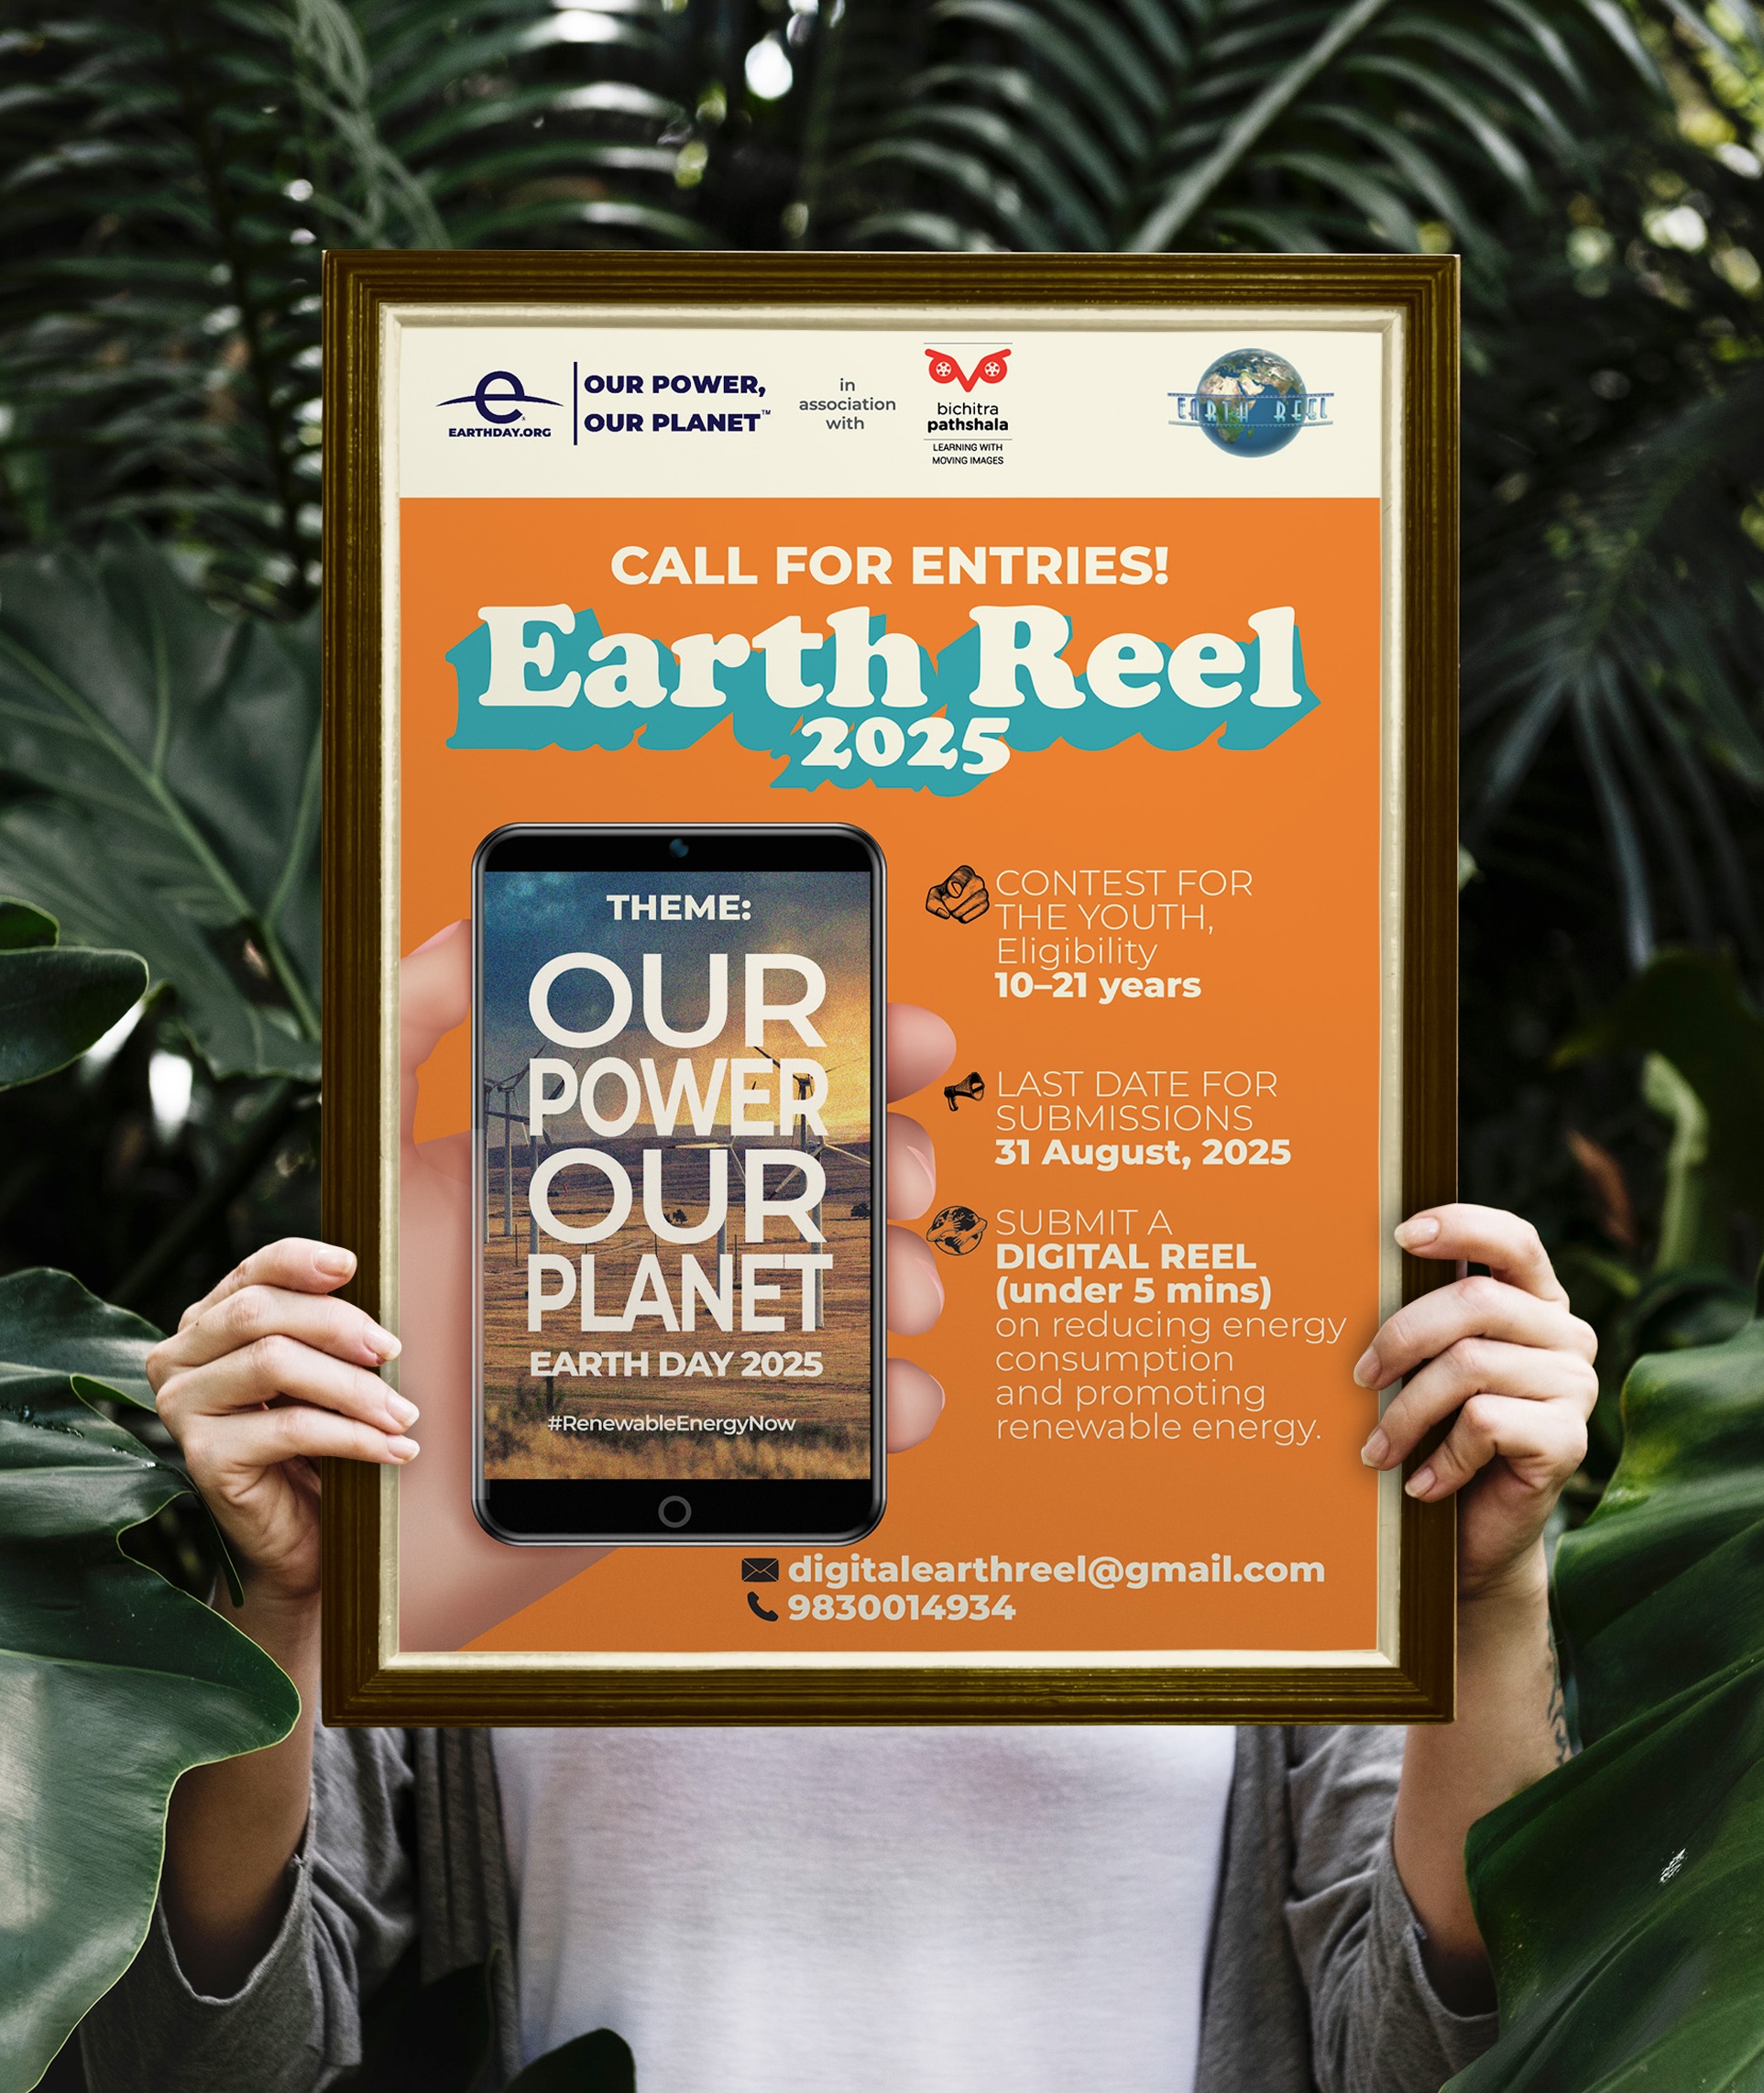 e
EARTHDAY.ORG
OUR POWER,
OUR PLANET™
in
association
with
bichitra
pathshala
LEARNING WITH
MOVING IMAGES
EARTH REEL
CALL FOR ENTRIES!
Earth Reel
2025
THEME:
OUR
POWER
OUR
PLANET
EARTH DAY 2025
#RenewableEnergyNow
CONTEST FOR
THE YOUTH,
Eligibility
10–21 years
LAST DATE FOR
SUBMISSIONS
31 August, 2025
SUBMIT A
DIGITAL REEL
(under 5 mins)
on reducing energy
consumption
and promoting
renewable energy.
digitalearthreel@gmail.com
9830014934